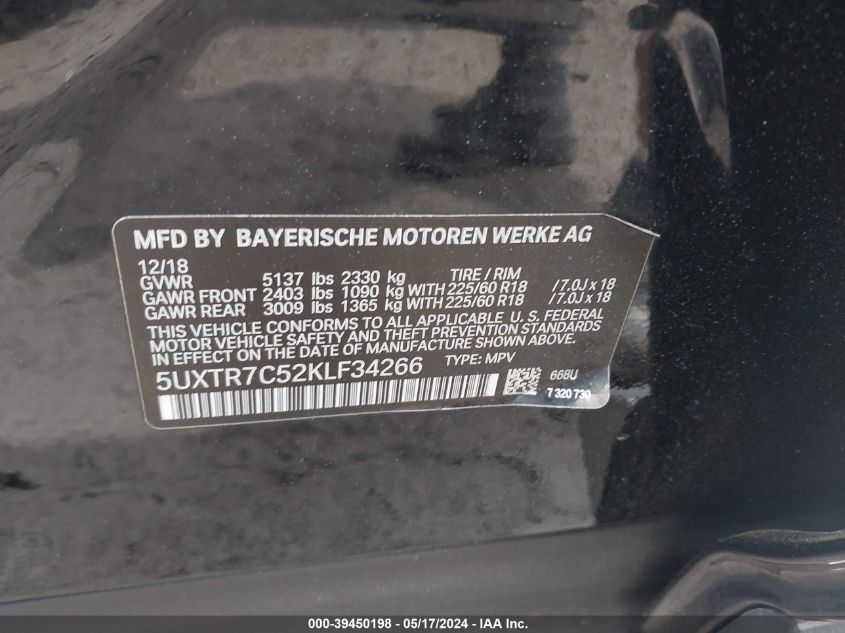 MFD BY BAYERISCHE MOTOREN WERKE AG
12/18 TIRE / RIM
GVWR 5137 lbs 2330 kg
GAWR FRONT 2403 lbs 1090 kg WITH 225/60 R18 /7.0J x 18
GAWR REAR 3009 lbs 1365 kg WITH 225/60 R18 /7.0J x 18
THIS VEHICLE CONFORMS TO ALL APPLICABLE U.S. FEDERAL
MOTOR VEHICLE SAFETY AND THEFT PREVENTION STANDARDS
IN EFFECT ON THE DATE OF MANUFACTURE SHOWN ABOVE.
5UXTR7C52KLF34266 TYPE: MPV
668U
7 320 730
000-39450198 - 05/17/2024 - IAA Inc.